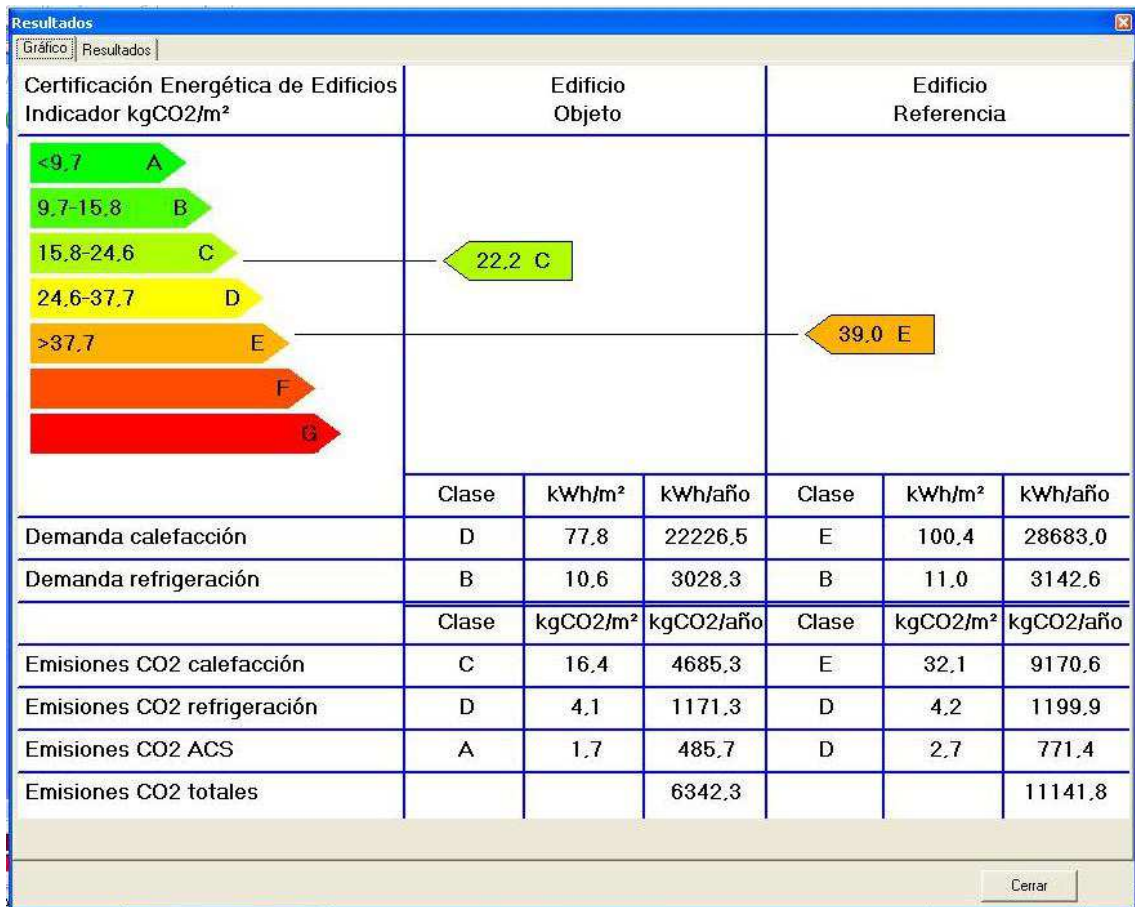 Resultados
Gráfico Resultados
Certificación Energética de Edificios
Indicador kgCO2/m²
Edificio
Objeto
Edificio
Referencia
<9,7 A
9,7-15,8 B
15,8-24,6 C
22,2 C
24,6-37,7 D
>37,7 E
39,0 E
F
G
Clase kWh/m² kWh/año Clase kWh/m² kWh/año
Demanda calefacción D 77,8 22226,5 E 100,4 28683,0
Demanda refrigeración B 10,6 3028,3 B 11,0 3142,6
Clase kgCO2/m² kgCO2/año Clase kgCO2/m² kgCO2/año
Emisiones CO2 calefacción C 16,4 4685,3 E 32,1 9170,6
Emisiones CO2 refrigeración D 4,1 1171,3 D 4,2 1199,9
Emisiones CO2 ACS A 1,7 485,7 D 2,7 771,4
Emisiones CO2 totales 6342,3 11141,8
Cerrar